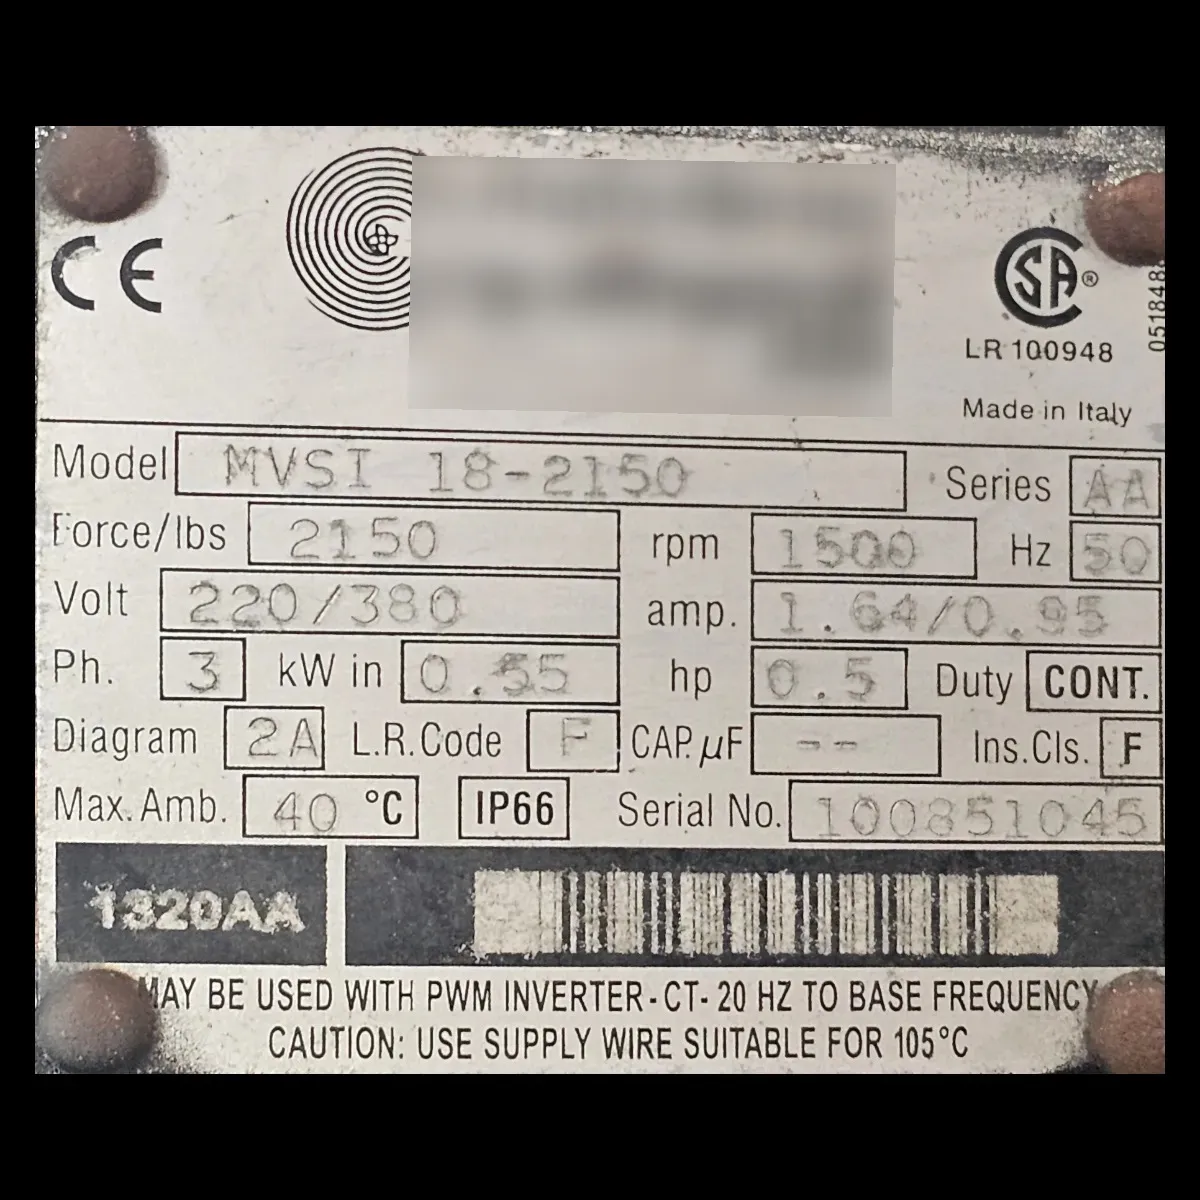 CE
SA®
LR 100948
Made in Italy
Model MVSI 18-2150 Series AA
Force/lbs 2150 rpm 1500 Hz 50
Volt 220/380 amp. 1.64/0.95
Ph. 3 kW in 0.55 hp 0.5 Duty CONT.
Diagram 2A L.R. Code F CAP. µF -- Ins.Cls. F
Max. Amb. 40 °C IP66 Serial No. 100851045
1320AA
MAY BE USED WITH PWM INVERTER-CT-20 HZ TO BASE FREQUENCY
CAUTION: USE SUPPLY WIRE SUITABLE FOR 105°C